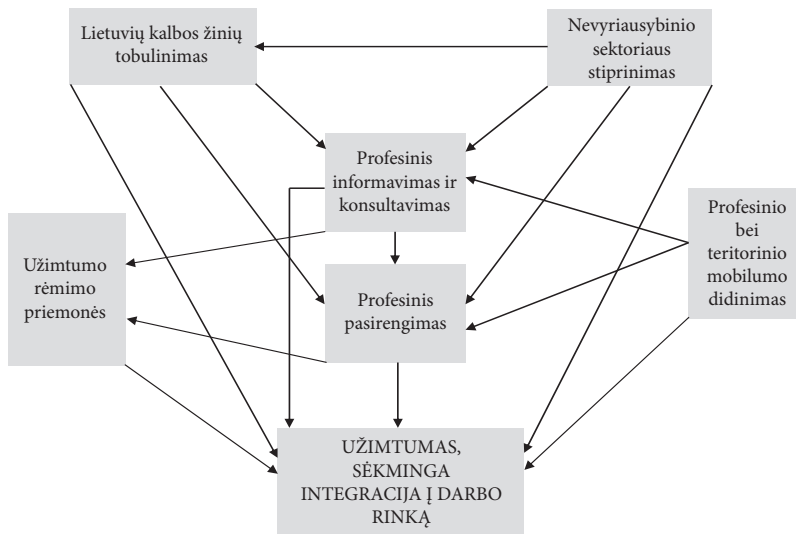 Lietuvių kalbos žinių
tobulinimas
Nevyriausybinio
sektoriaus
stiprinimas
Profesinis
informavimas ir
konsultavimas
Profesinio
bei
teritorinio
mobilumo
didinimas
Užimtumo
rėmimo
priemonės
Profesinis
pasirengimas
UŽIMTUMAS,
SĖKMINGA
INTEGRACIJA Į DARBO
RINKĄ